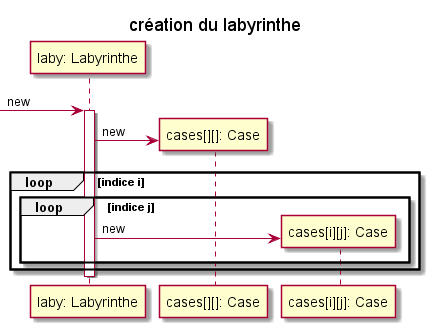 création du labyrinthe
laby: Labyrinthe
new
new
cases[][]: Case
loop [indice i]
loop [indice j]
new
cases[i][j]: Case
laby: Labyrinthe cases[][]: Case cases[i][j]: Case